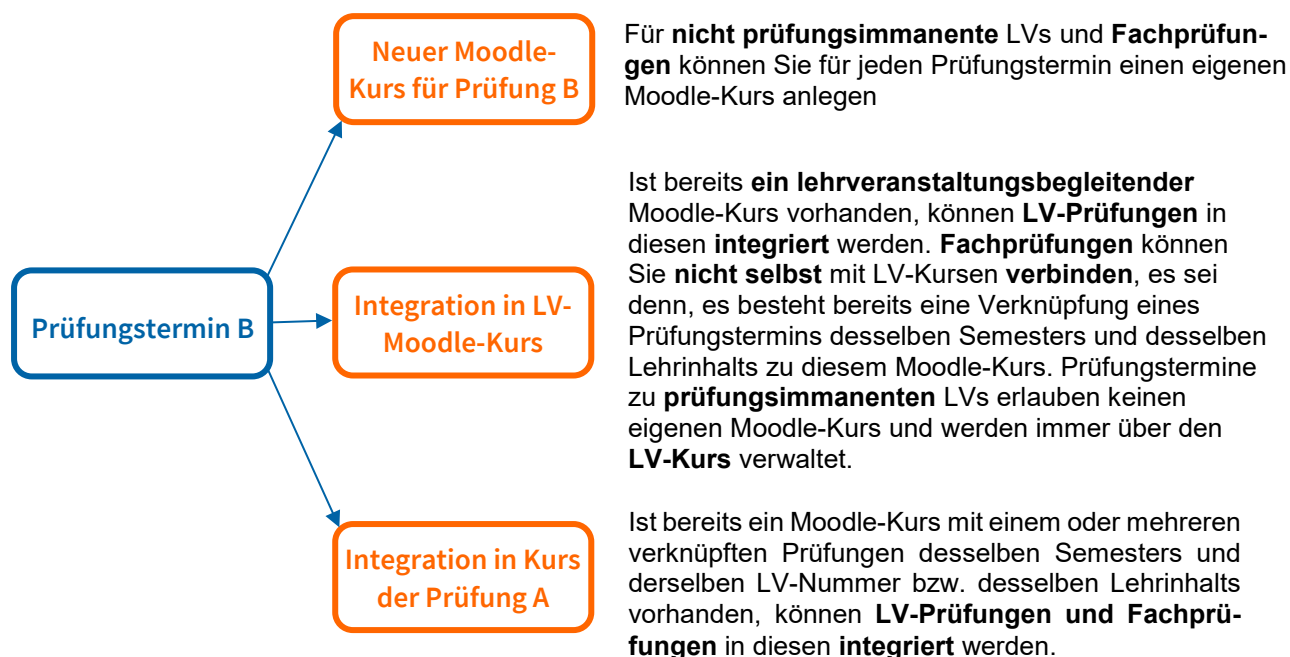 Neuer Moodle-
Kurs für Prüfung B
Für nicht prüfungsimmanente LVs und Fachprüfun-
gen können Sie für jeden Prüfungstermin einen eigenen
Moodle-Kurs anlegen
Prüfungstermin B
Integration in LV-
Moodle-Kurs
Ist bereits ein lehrveranstaltungsbegleitender
Moodle-Kurs vorhanden, können LV-Prüfungen in
diesen integriert werden. Fachprüfungen können
Sie nicht selbst mit LV-Kursen verbinden, es sei
denn, es besteht bereits eine Verknüpfung eines
Prüfungstermins desselben Semesters und desselben
Lehrinhalts zu diesem Moodle-Kurs. Prüfungstermine
zu prüfungsimmanenten LVs erlauben keinen
eigenen Moodle-Kurs und werden immer über den
LV-Kurs verwaltet.
Integration in Kurs
der Prüfung A
Ist bereits ein Moodle-Kurs mit einem oder mehreren
verknüpften Prüfungen desselben Semesters und
derselben LV-Nummer bzw. desselben Lehrinhalts
vorhanden, können LV-Prüfungen und Fachprü-
fungen in diesen integriert werden.